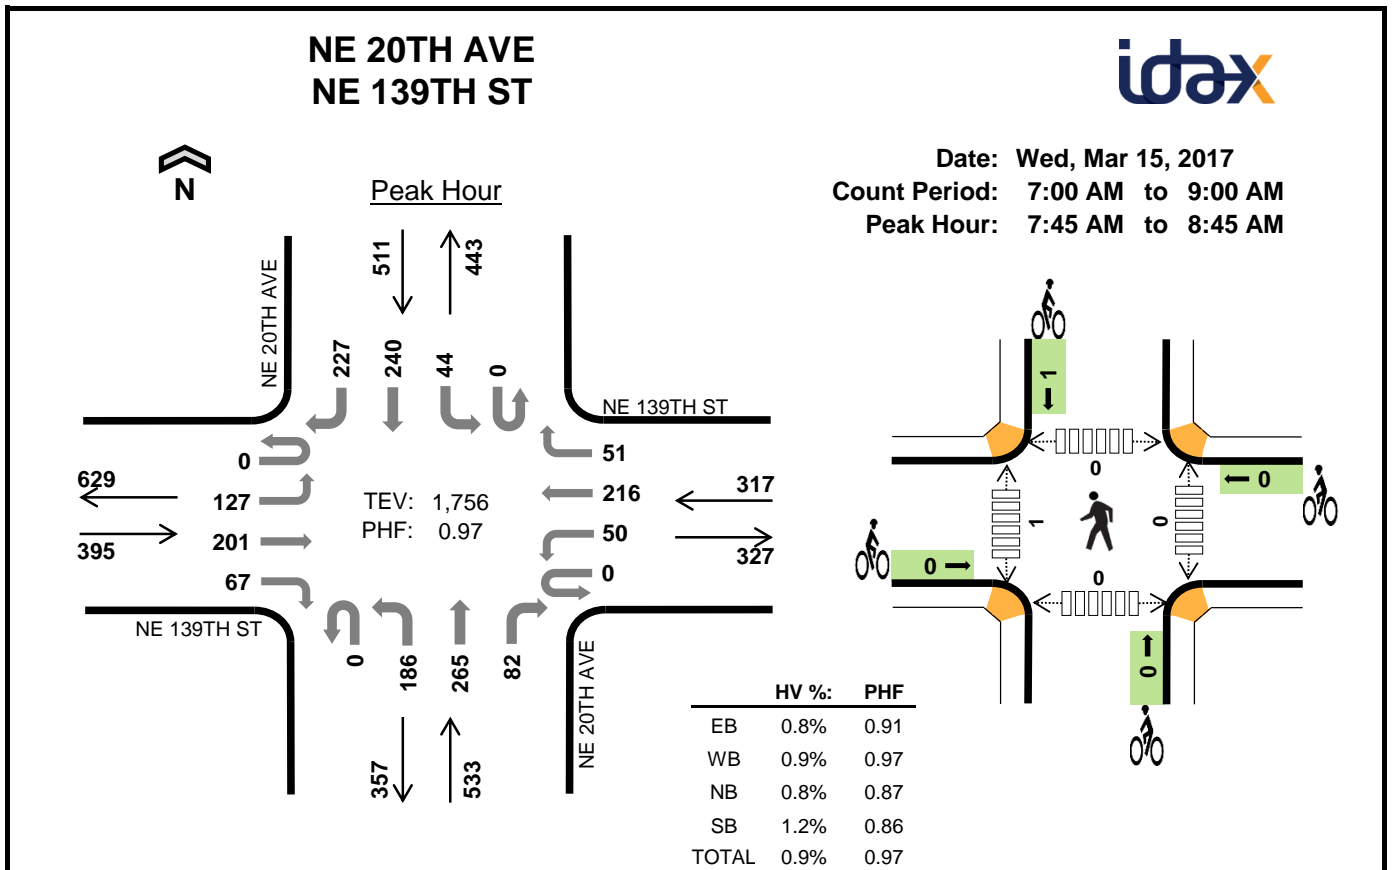 NE 20TH AVE
NE 139TH ST
idax
Date: Wed, Mar 15, 2017
Count Period: 7:00 AM to 9:00 AM
Peak Hour: 7:45 AM to 8:45 AM
N
Peak Hour
511
443
NE 20TH AVE
227
240
44
0
NE 139TH ST
0
127
201
67
629
395
TEV: 1,756
PHF: 0.97
51
216
50
0
317
327
NE 139TH ST
0
186
265
82
NE 20TH AVE
357
533
1
0
0
1
0
0
0
0
HV %: PHF
EB 0.8% 0.91
WB 0.9% 0.97
NB 0.8% 0.87
SB 1.2% 0.86
TOTAL 0.9% 0.97